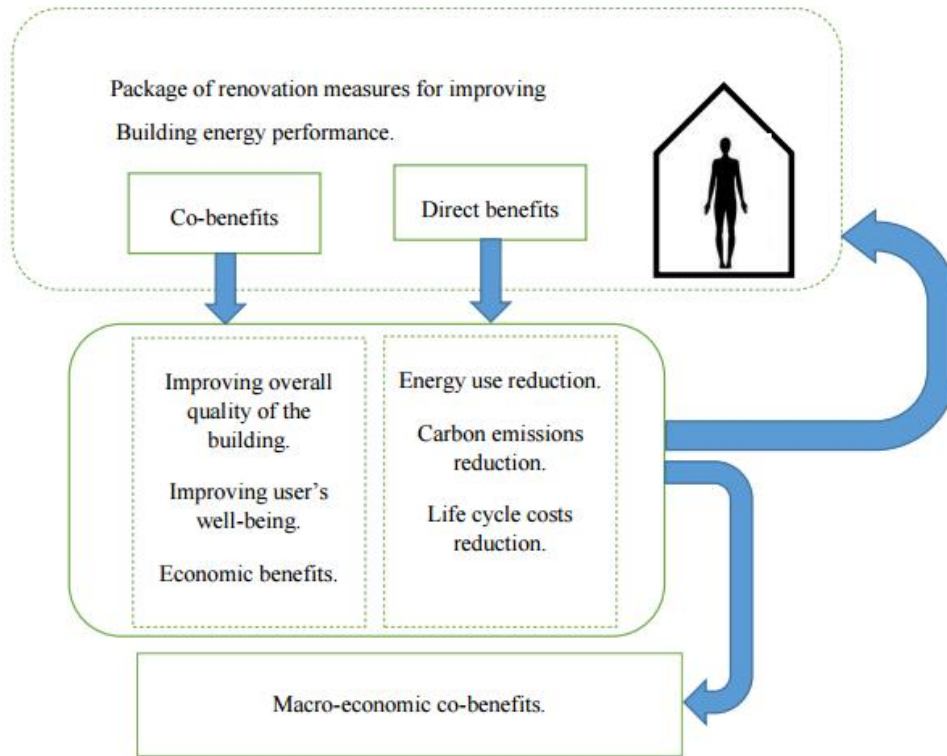 Package of renovation measures for improving
Building energy performance.
Co-benefits
Direct benefits
Improving overall
quality of the
building.
Improving user’s
well-being.
Economic benefits.
Energy use reduction.
Carbon emissions
reduction.
Life cycle costs
reduction.
Macro-economic co-benefits.